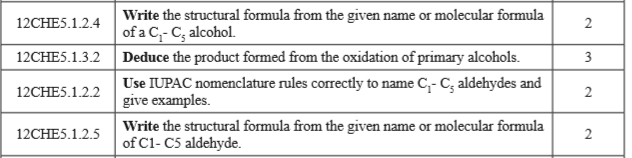 12CHE5.1.2.4 Write the structural formula from the given name or molecular formula 2
of a C₁- C₅ alcohol.
12CHE5.1.3.2 Deduce the product formed from the oxidation of primary alcohols. 3
12CHE5.1.2.2 Use IUPAC nomenclature rules correctly to name C₁- C₅ aldehydes and 2
give examples.
12CHE5.1.2.5 Write the structural formula from the given name or molecular formula 2
of C1- C5 aldehyde.